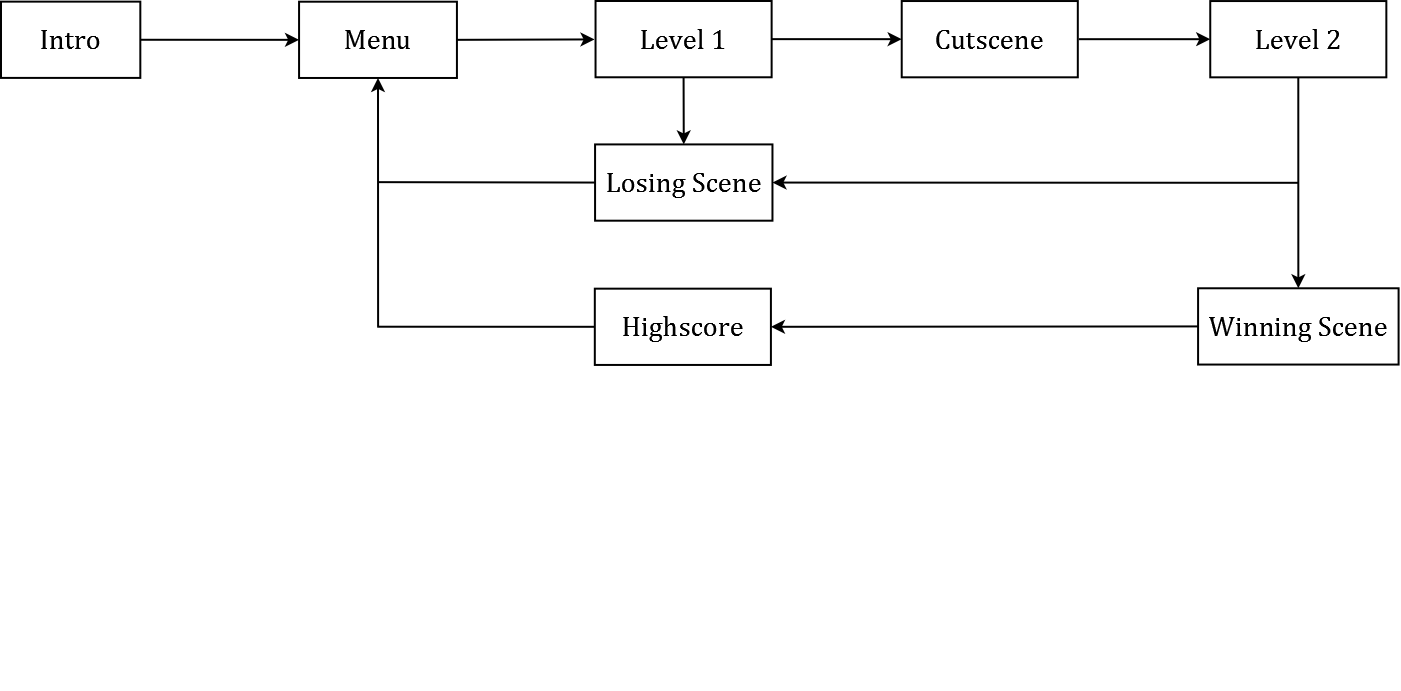 Intro
Menu
Level 1
Cutscene
Level 2
Losing Scene
Highscore
Winning Scene